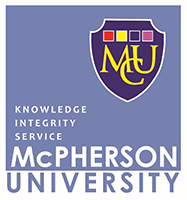 MCU
KNOWLEDGE
INTEGRITY
SERVICE
McPHERSON
UNIVERSITY